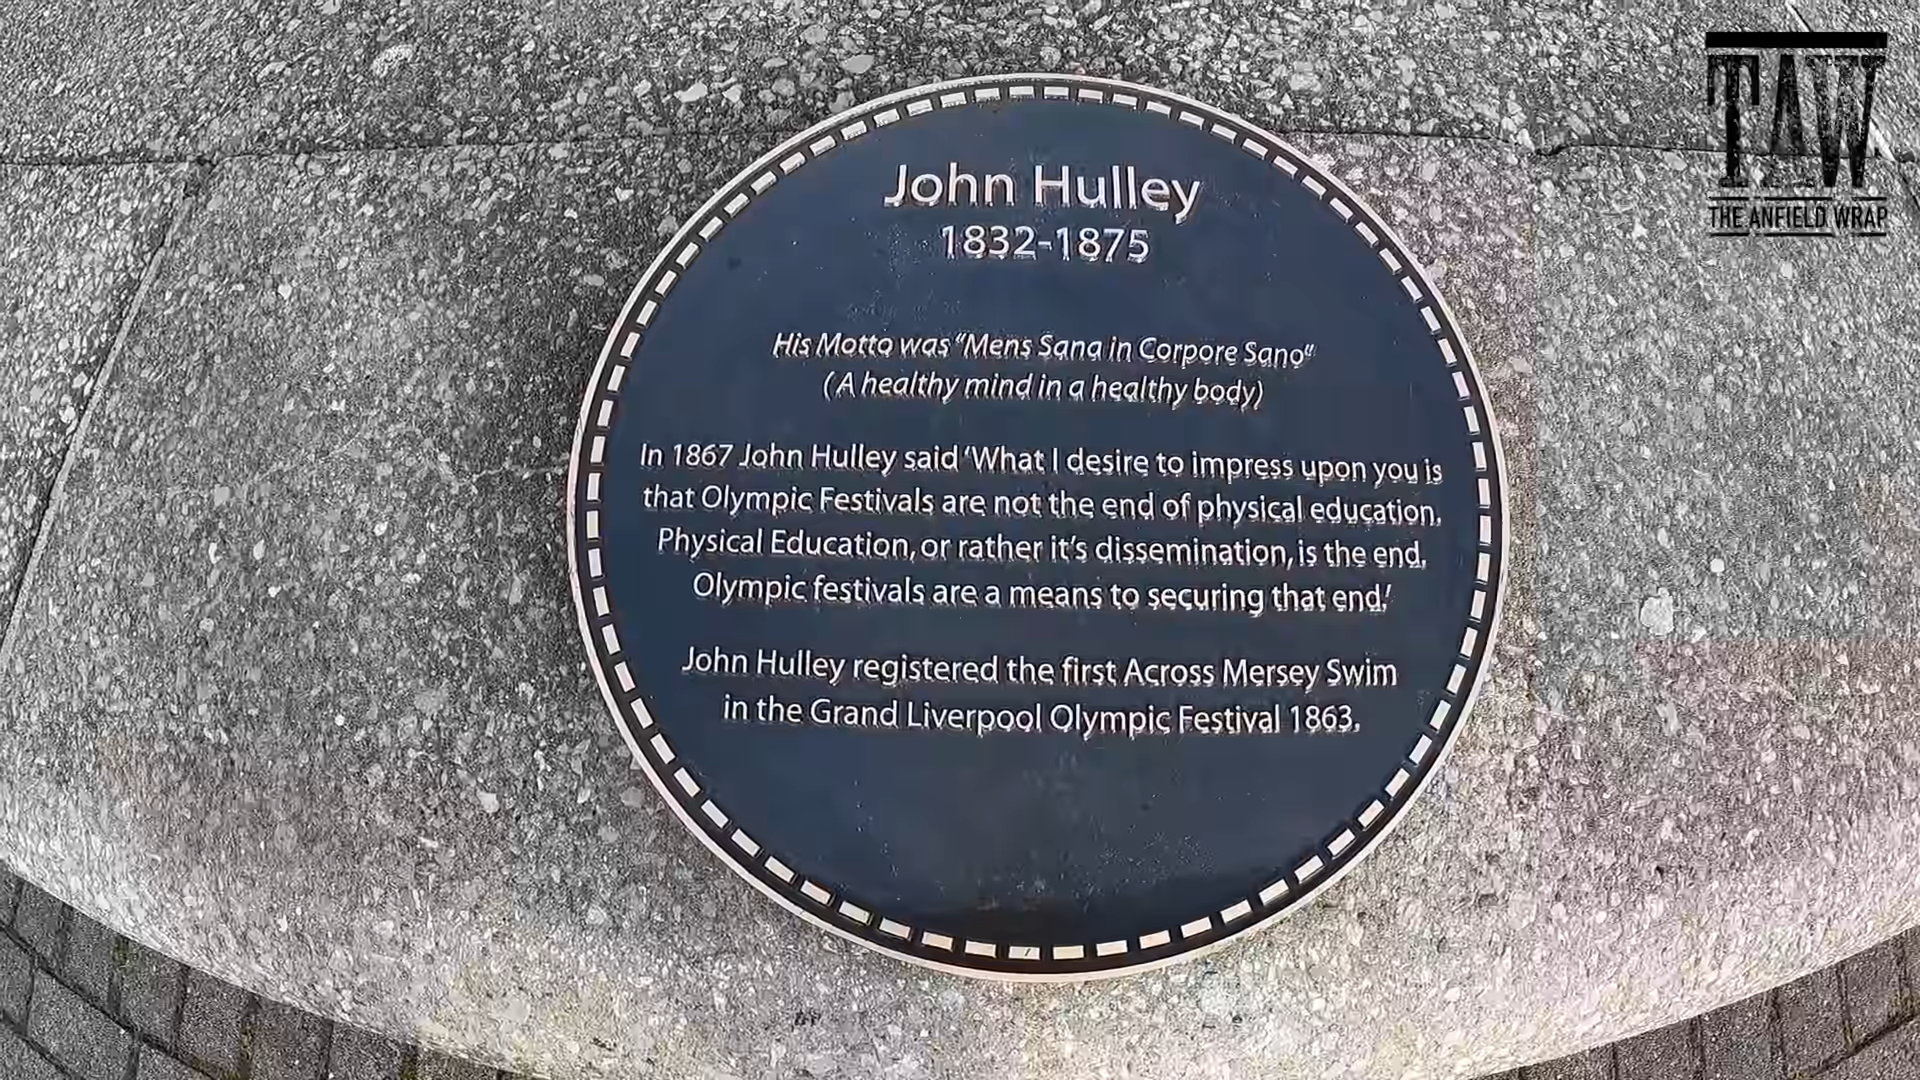 John Hulley
1832-1875
His Motto was "Mens Sana in Corpore Sano"
(A healthy mind in a healthy body)
In 1867 John Hulley said 'What I desire to impress upon you is
that Olympic Festivals are not the end of physical education.
Physical Education, or rather it's dissemination, is the end.
Olympic festivals are a means to securing that end.'
John Hulley registered the first Across Mersey Swim
in the Grand Liverpool Olympic Festival 1863.
TAW
THE ANFIELD WRAP